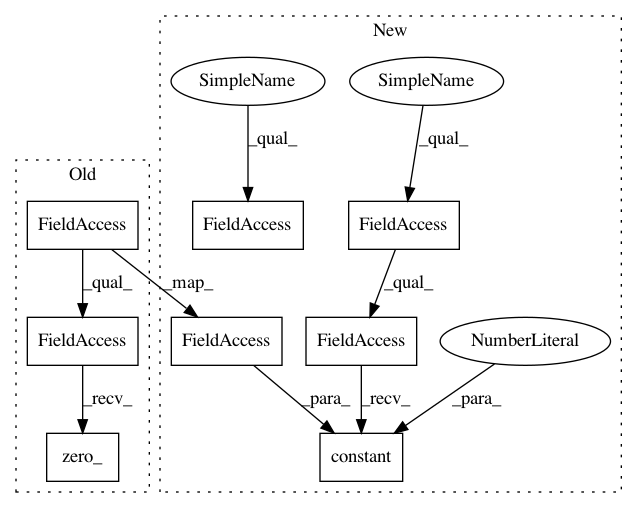 New
SimpleName
SimpleName
_qual_
_qual_
Old
FieldAccess
FieldAccess
FieldAccess
_qual_
_map_
_qual_
FieldAccess
FieldAccess
FieldAccess
NumberLiteral
_recv_
_para_
_recv_
_para_
zero_
constant